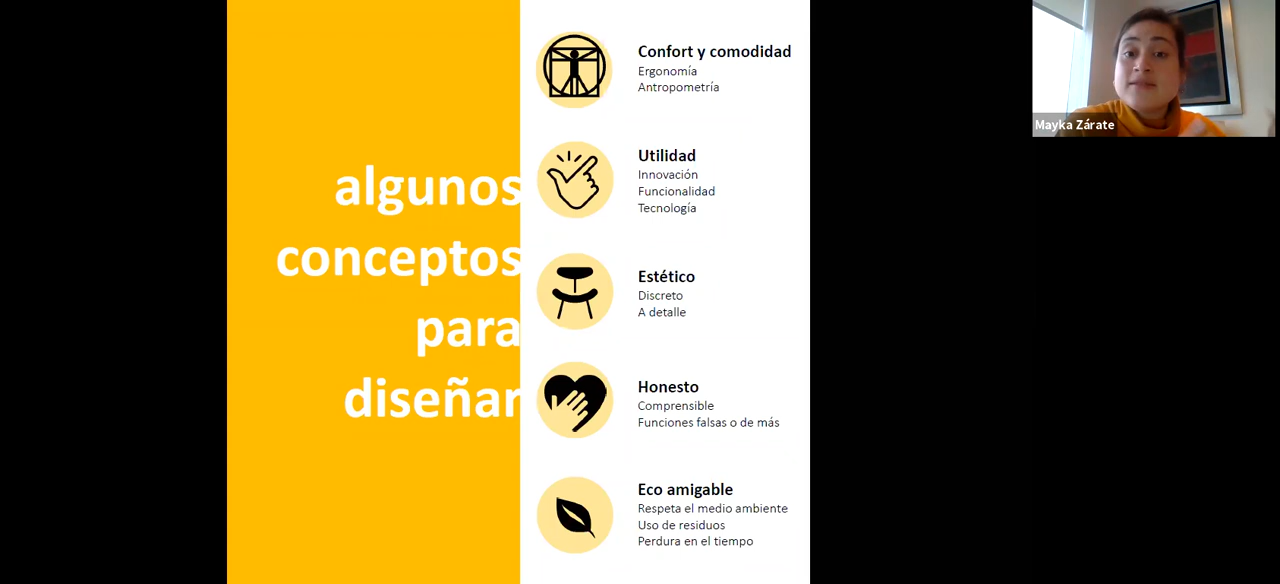 algunos
conceptos
para
diseñar
Confort y comodidad
Ergonomía
Antropometría
Utilidad
Innovación
Funcionalidad
Tecnología
Estético
Discreto
A detalle
Honesto
Comprensible
Funciones falsas o de más
Eco amigable
Respeta el medio ambiente
Uso de residuos
Perdura en el tiempo
Mayka Zárate